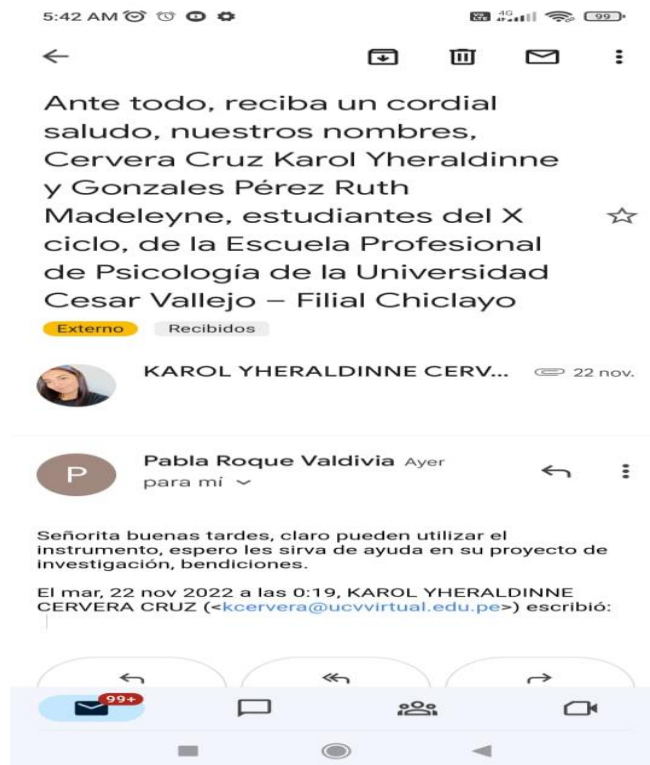 5:42 AM
4G
99
Ante todo, reciba un cordial
saludo, nuestros nombres,
Cervera Cruz Karol Yheraldinne
y Gonzales Pérez Ruth
Madeleyne, estudiantes del X
ciclo, de la Escuela Profesional
de Psicología de la Universidad
Cesar Vallejo – Filial Chiclayo
Externo Recibidos
KAROL YHERALDINNE CERV... 22 nov.
P
Pabla Roque Valdivia Ayer
para mí
Señorita buenas tardes, claro pueden utilizar el
instrumento, espero les sirva de ayuda en su proyecto de
investigación, bendiciones.
El mar, 22 nov 2022 a las 0:19, KAROL YHERALDINNE
CERVERA CRUZ (<kcervera@ucvvirtual.edu.pe>) escribió:
99+